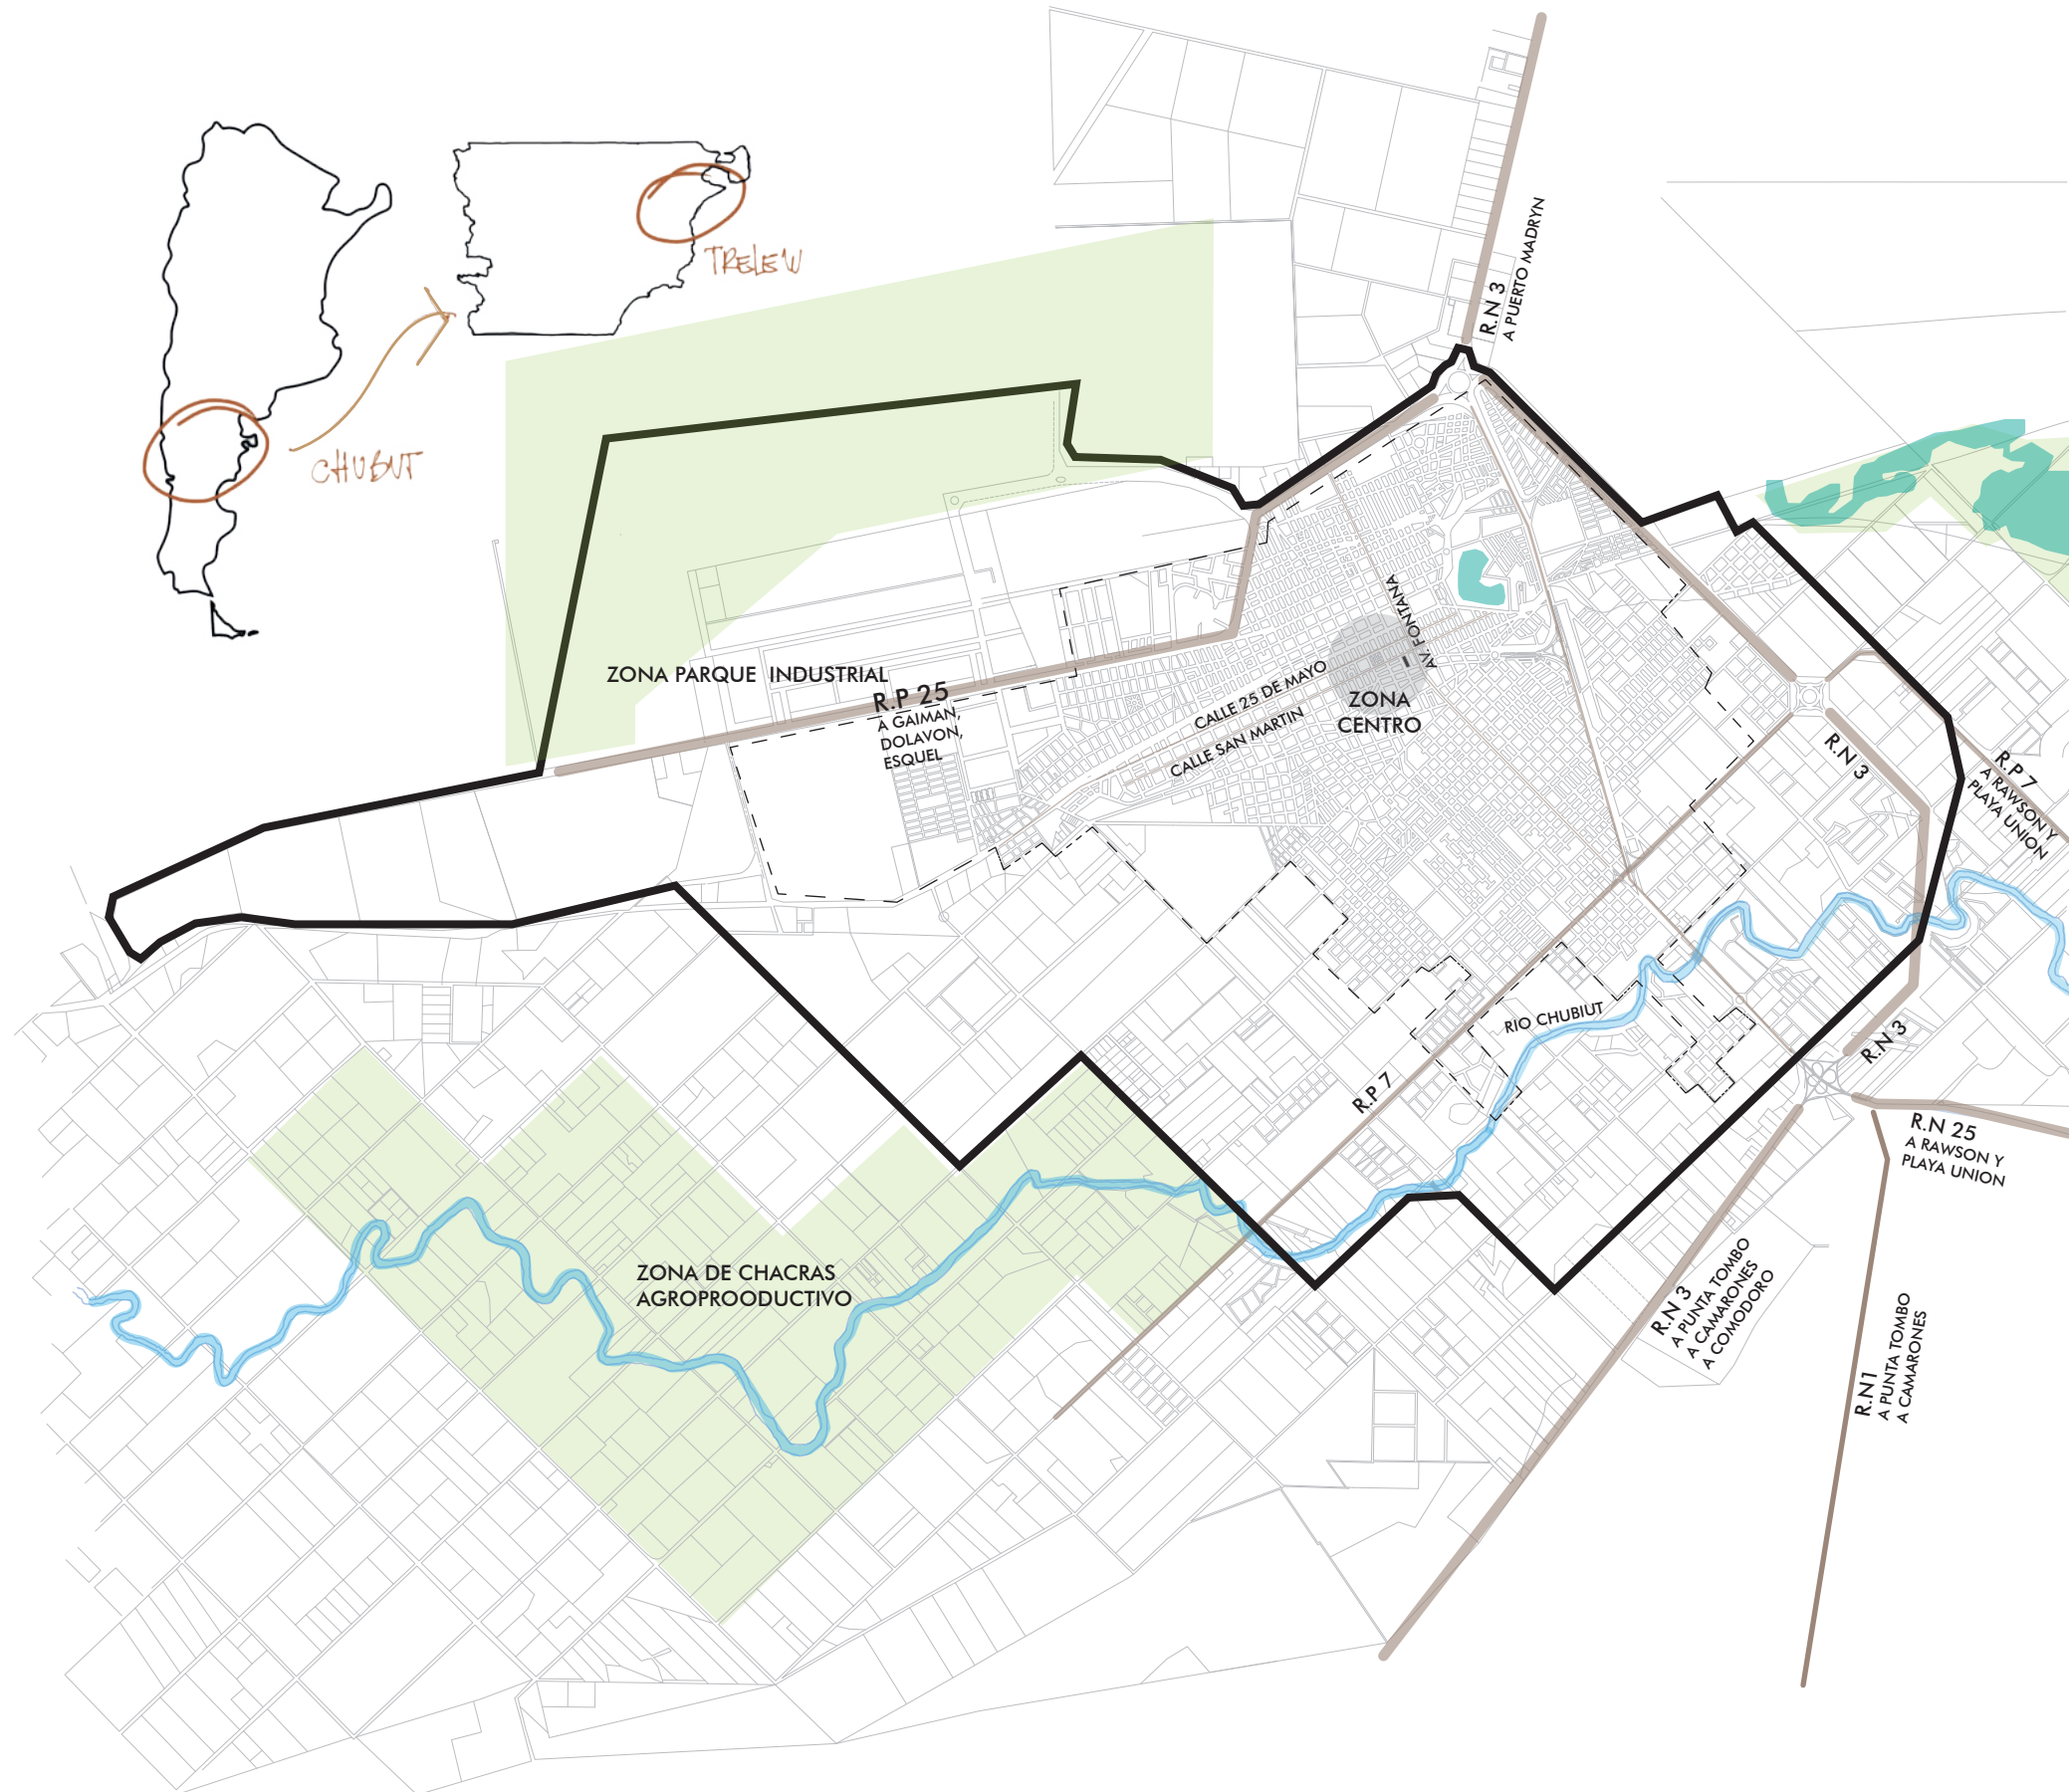 TRELEW
CHUBUT
R.N 3
A PUERTO MADRYN
ZONA PARQUE INDUSTRIAL
R.P 25
A GAIMAN,
DOLAVON,
ESQUEL
AV. FONTANA
CALLE 25 DE MAYO
CALLE SAN MARTIN
ZONA
CENTRO
R.N 3
R.P 7
A RAWSON Y
PLAYA UNION
RIO CHUBIUT
R.P 7
R.N 3
R.N 25
A RAWSON Y
PLAYA UNION
ZONA DE CHACRAS
AGROPROODUCTIVO
R.N 3
A PUNTA TOMBO
A CAMARONES
A COMODORO
R.N1
A PUNTA TOMBO
A CAMARONES